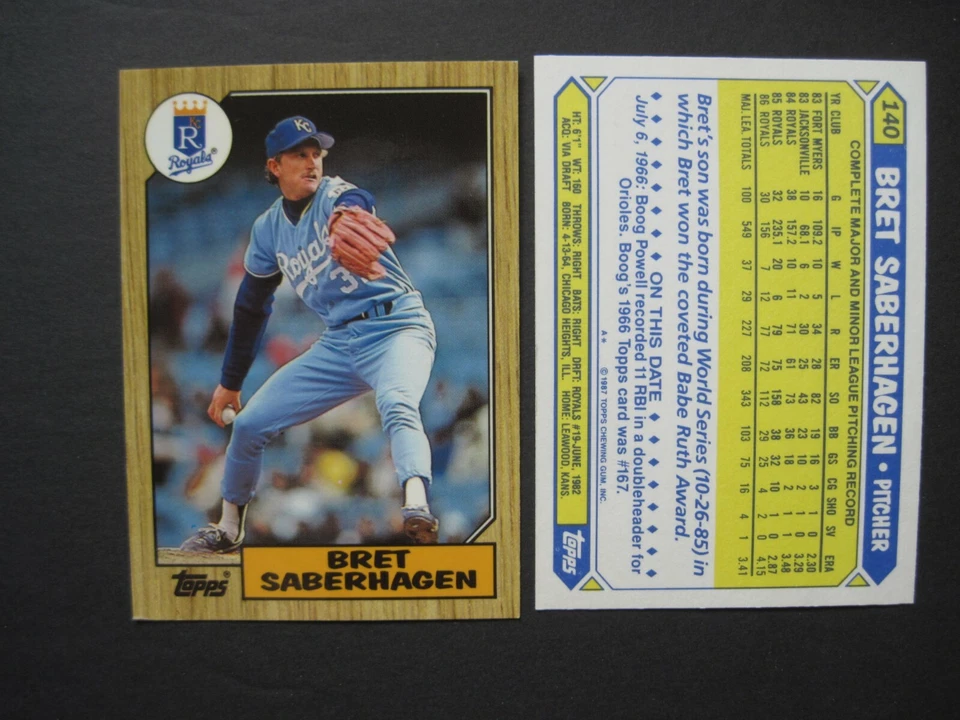 R
Royals®
KC
Royals
3
topps®
BRET
SABERHAGEN
140
BRET SABERHAGEN • PITCHER
COMPLETE MAJOR AND MINOR LEAGUE PITCHING RECORD
YR CLUB G IP W L R ER SO BB GS CG SHO SV ERA
83 FORT MYERS 16 109.2 10 5 34 28 82 19 16 3 1 0 2.30
83 JACKSONVILLE 10 68.1 6 2 30 25 43 23 10 2 1 0 3.29
84 ROYALS 38 157.2 10 11 71 61 73 36 18 2 1 1 3.48
85 ROYALS 32 235.1 20 6 79 75 158 38 32 10 1 0 2.87
86 ROYALS 30 156 7 12 77 72 112 29 25 4 2 0 4.15
MAJ. LEA. TOTALS 100 549 37 29 227 208 343 103 75 16 4 1 3.41
Bret's son was born during World Series (10-26-85) in
which Bret won the coveted Babe Ruth Award.
ON THIS DATE
July 6, 1966: Boog Powell recorded 11 RBI in a doubleheader for
Orioles. Boog's 1966 Topps card was #167.
A* © 1987 TOPPS CHEWING GUM, INC.
HT: 6'1" WT: 160 THROWS: RIGHT BATS: RIGHT DRFT: ROYALS #19-JUNE, 1982
ACQ: VIA DRAFT BORN: 4-13-64, CHICAGO HEIGHTS, ILL. HOME: LEAWOOD, KANS.
topps